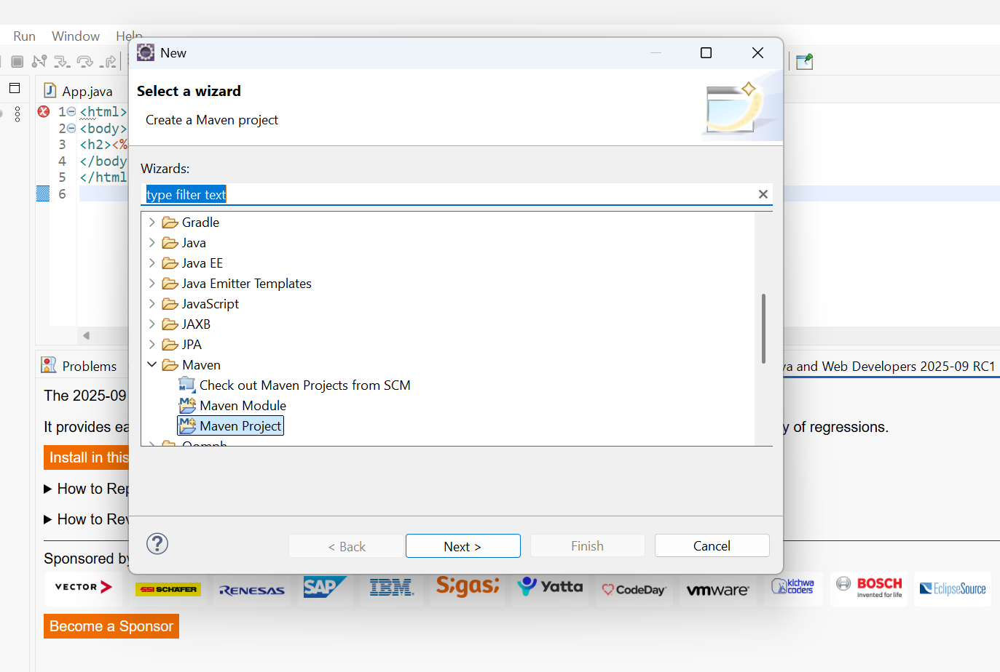 Run Window Help
New
Select a wizard
Create a Maven project
App.java
1 <html>
2 <body>
3 <h2><%
4 </body
5 </html
6
Wizards:
type filter text
Gradle
Java
Java EE
Java Emitter Templates
JavaScript
JAXB
JPA
Maven
Check out Maven Projects from SCM
Maven Module
Maven Project
Oomph
< Back Next > Finish Cancel
Problems
va and Web Developers 2025-09 RC1
The 2025-09
It provides ea
y of regressions.
Install in this
How to Rep
How to Rev
Sponsored by
VECTOR SSI SCHÄFER RENESAS SAP IBM Sigasi Yatta CodeDay vmware kichwa coders BOSCH Invented for life EclipseSource
Become a Sponsor